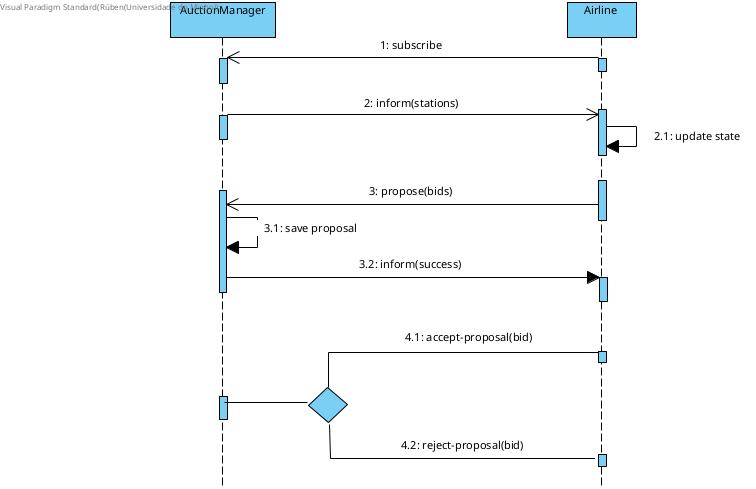 Visual Paradigm Standard(Rúben(Universidade
AuctionManager
Airline
1: subscribe
2: inform(stations)
2.1: update state
3: propose(bids)
3.1: save proposal
3.2: inform(success)
4.1: accept-proposal(bid)
4.2: reject-proposal(bid)